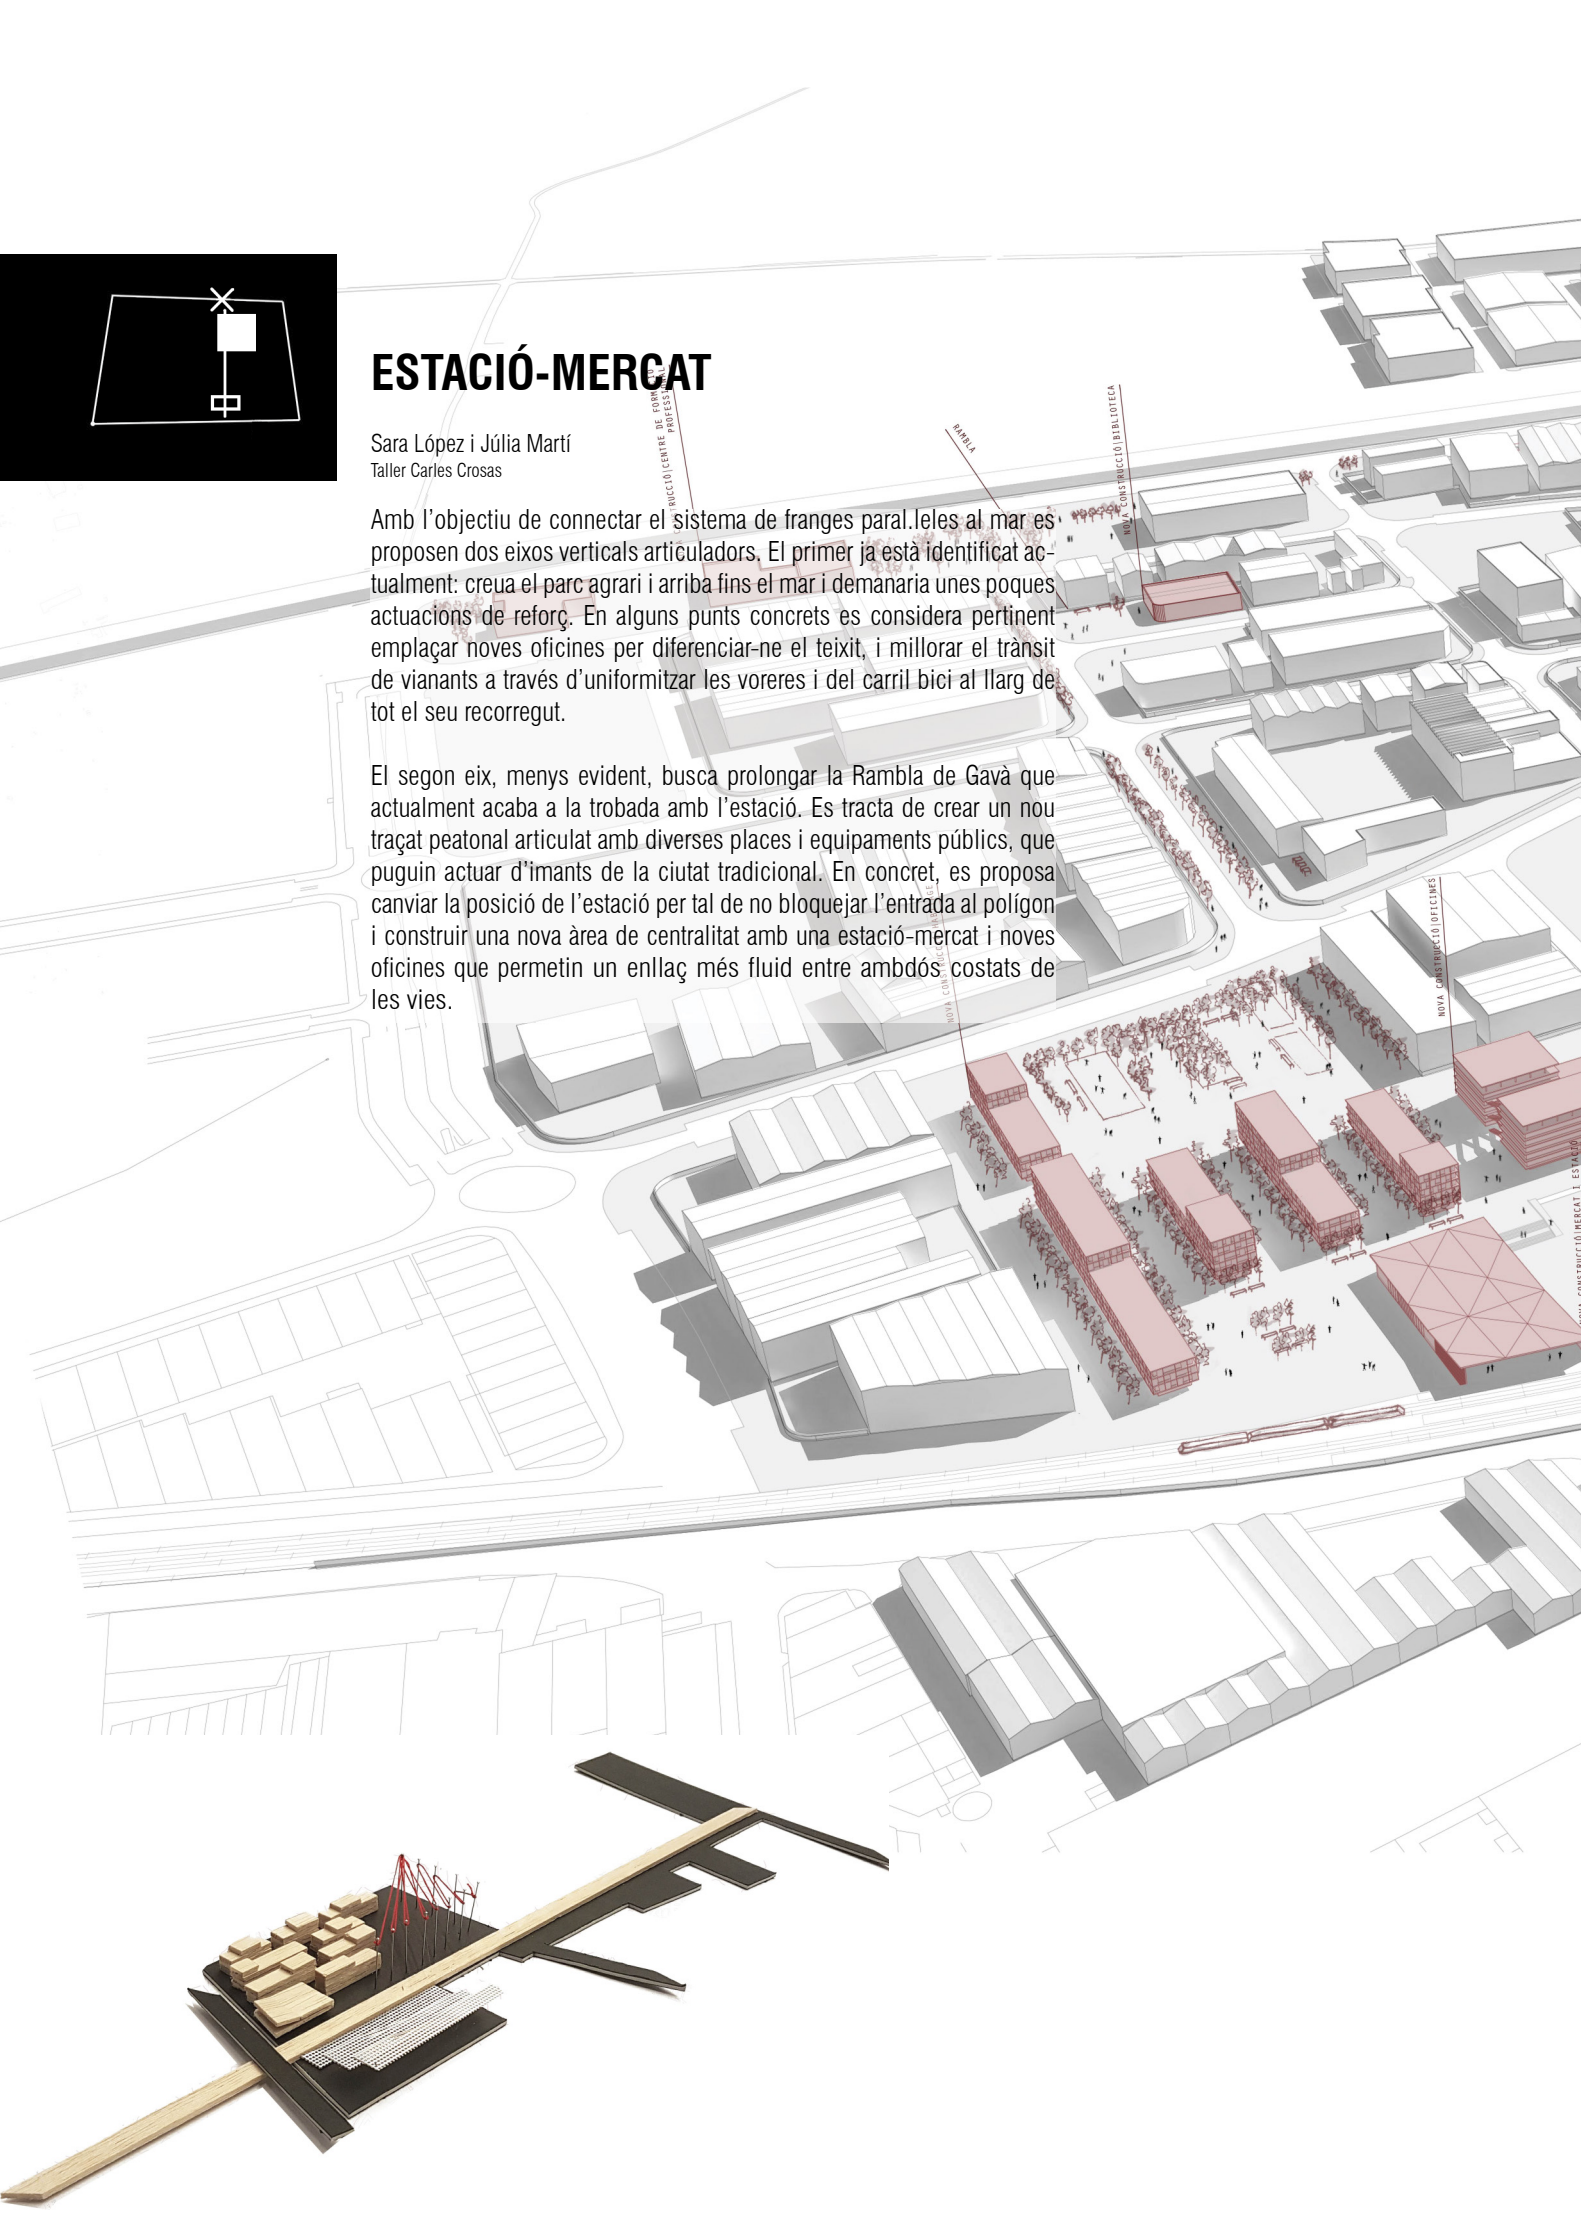 ESTACIÓ-MERCAT
Sara López i Júlia Martí
Taller Carles Crosas
Amb l’objectiu de connectar el sistema de franges paral.leles al mar es
proposen dos eixos verticals articuladors. El primer ja està identificat ac-
tualment: creua el parc agrari i arriba fins el mar i demanaria unes poques
actuacions de reforç. En alguns punts concrets es considera pertinent
emplaçar noves oficines per diferenciar-ne el teixit, i millorar el trànsit
de vianants a través d’uniformitzar les voreres i del carril bici al llarg de
tot el seu recorregut.
El segon eix, menys evident, busca prolongar la Rambla de Gavà que
actualment acaba a la trobada amb l’estació. Es tracta de crear un nou
traçat peatonal articulat amb diverses places i equipaments públics, que
puguin actuar d’imants de la ciutat tradicional. En concret, es proposa
canviar la posició de l’estació per tal de no bloquejar l’entrada al polígon
i construir una nova àrea de centralitat amb una estació-mercat i noves
oficines que permetin un enllaç més fluid entre ambdós costats de
les vies.
CENTRE DE FORMACIÓ
PROFESSIONAL
RAMBLA
NOVA CONSTRUCCIÓ|BIBLIOTECA
NOVA CONSTRUCCIÓ|OFICINES
NOVA CONSTRUCCIÓ|MERCAT I ESTACIÓ